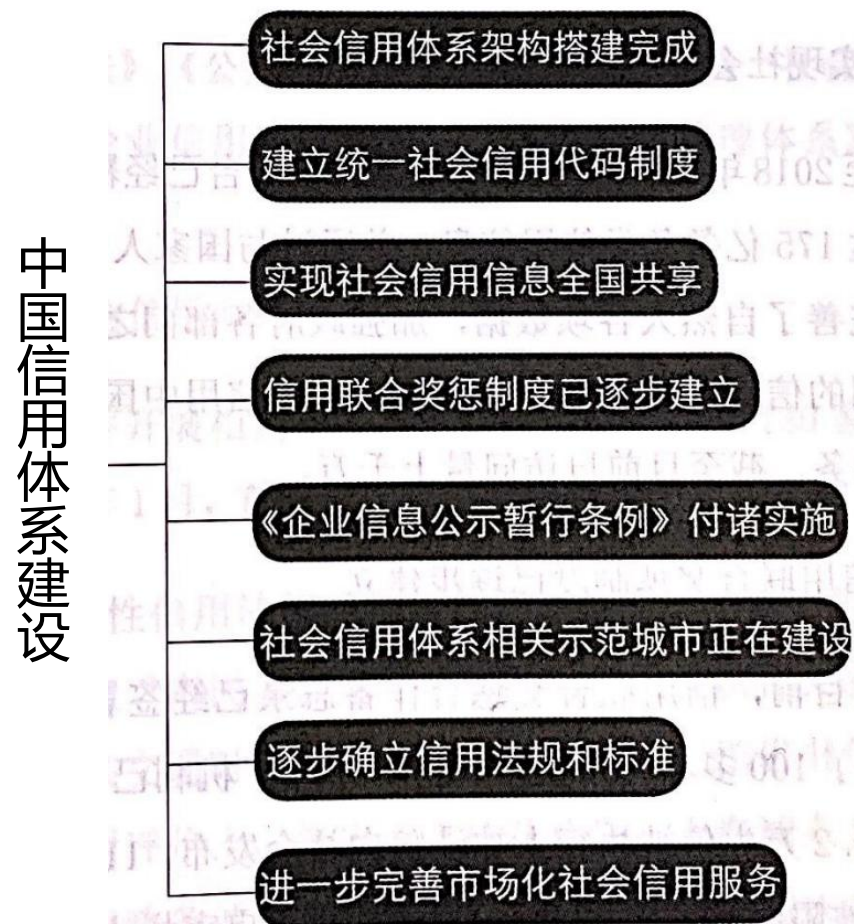 中国信用体系建设
社会信用体系架构搭建完成
建立统一社会信用代码制度
实现社会信用信息全国共享
信用联合奖惩制度已逐步建立
《企业信息公示暂行条例》付诸实施
社会信用体系相关示范城市正在建设
逐步确立信用法规和标准
进一步完善市场化社会信用服务